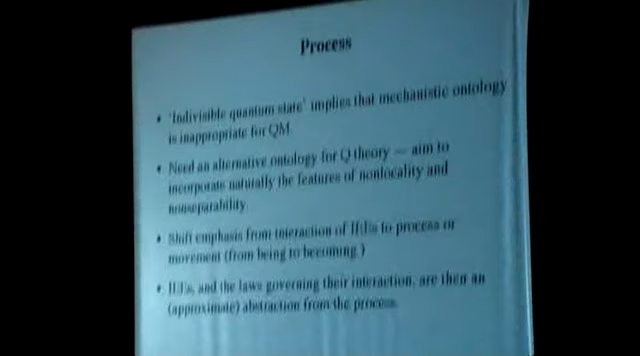 Process
• 'Indivisible quantum state' implies that mechanistic ontology
is inappropriate for QM.
• Need an alternative ontology for Q theory — aim to
incorporate naturally the features of nonlocality and
nonseparability.
• Shift emphasis from interaction of to process or
movement (from being to becoming.)
• and the laws governing their interaction, are then an
(approximate) abstraction from the process.